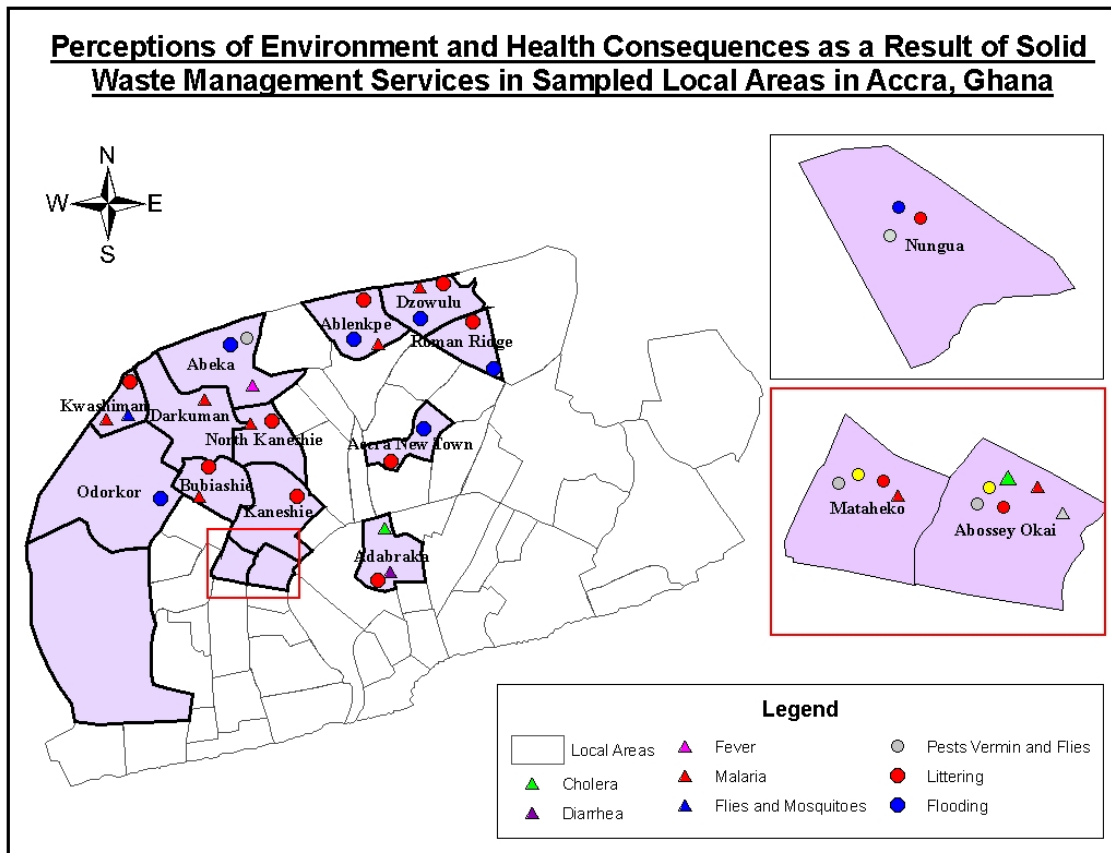 Perceptions of Environment and Health Consequences as a Result of Solid
Waste Management Services in Sampled Local Areas in Accra, Ghana
N
W
E
S
Nungua
Dzowulu
Ablenkpe
Roman Ridge
Abeka
Kwashiman
Darkuman
North Kaneshie
Accra New Town
Odorkor
Bubiashie
Kaneshie
Adabraka
Mataheko
Abossey Okai
Legend
Local Areas
Cholera
Diarrhea
Fever
Malaria
Flies and Mosquitoes
Pests Vermin and Flies
Littering
Flooding